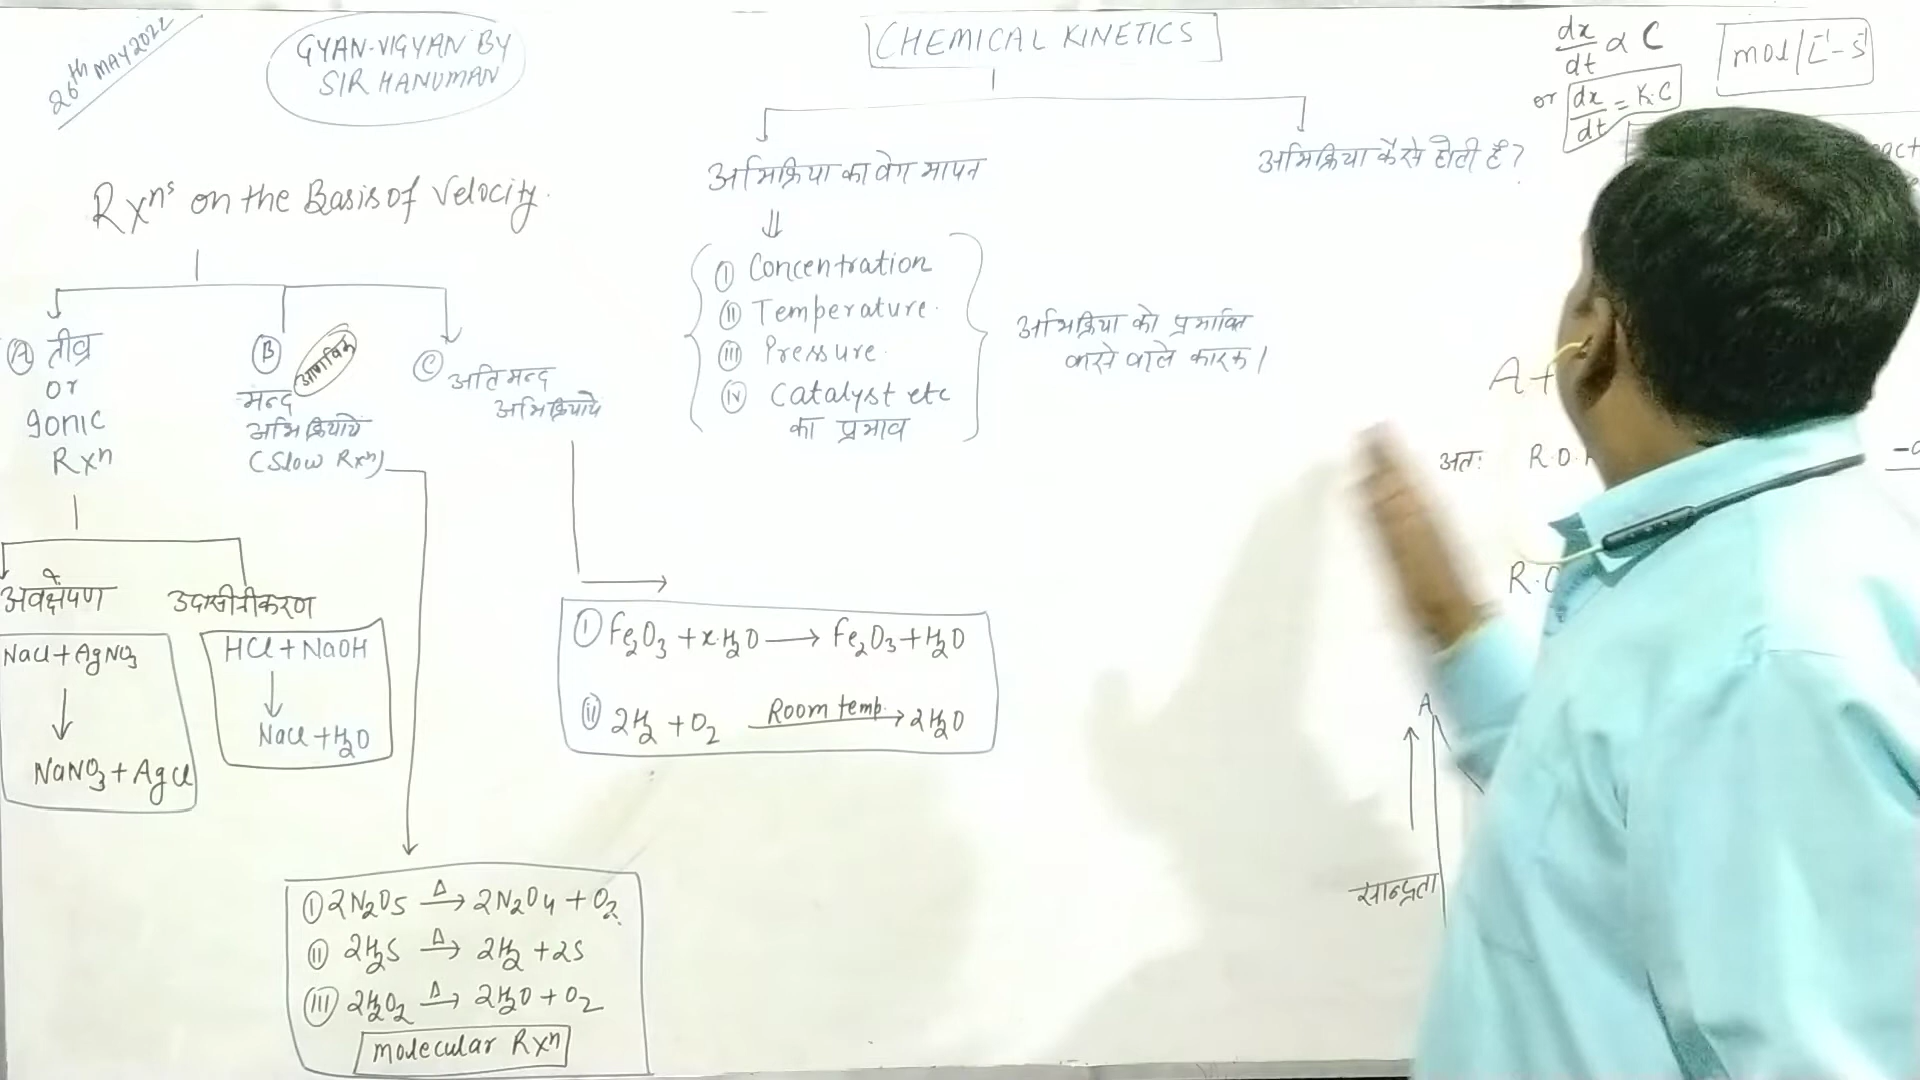 26th MAY 2022
GYAN-VIGYAN BY
SIR HANUMAN
CHEMICAL KINETICS
अभिक्रिया का वेग मापन
⇓
① Concentration
② Temperature.
③ Pressure.
④ Catalyst etc
का प्रभाव
अभिक्रिया को प्रभावित
करने वाले कारक।
अभिक्रिया कैसे होती है?
dx/dt ∝ C
or dx/dt = K.C
mol/L⁻¹-S⁻¹
Rxnˢ on the Basis of Velocity.
Ⓐ तीव्र
or
Ionic
Rxn
Ⓑ आणविक
मन्द
अभिक्रियाये
(Slow Rxn)
Ⓒ अतिमन्द
अभिक्रियाये
अवक्षेपण
NaCl + AgNO₃
↓
NaNO₃ + AgCl
उदासीनीकरण
HCl + NaOH
↓
NaCl + H₂O
① Fe₂O₃ + x.H₂O ⟶ Fe₂O₃ + H₂O
② 2H₂ + O₂ Room temp. → 2H₂O
① 2N₂O₅ Δ→ 2N₂O₄ + O₂
② 2H₂S Δ→ 2H₂ + 2S
③ 2H₂O₂ Δ→ 2H₂O + O₂
Molecular Rxn
A +
अतः R.O.
R.O
A
सान्द्रता